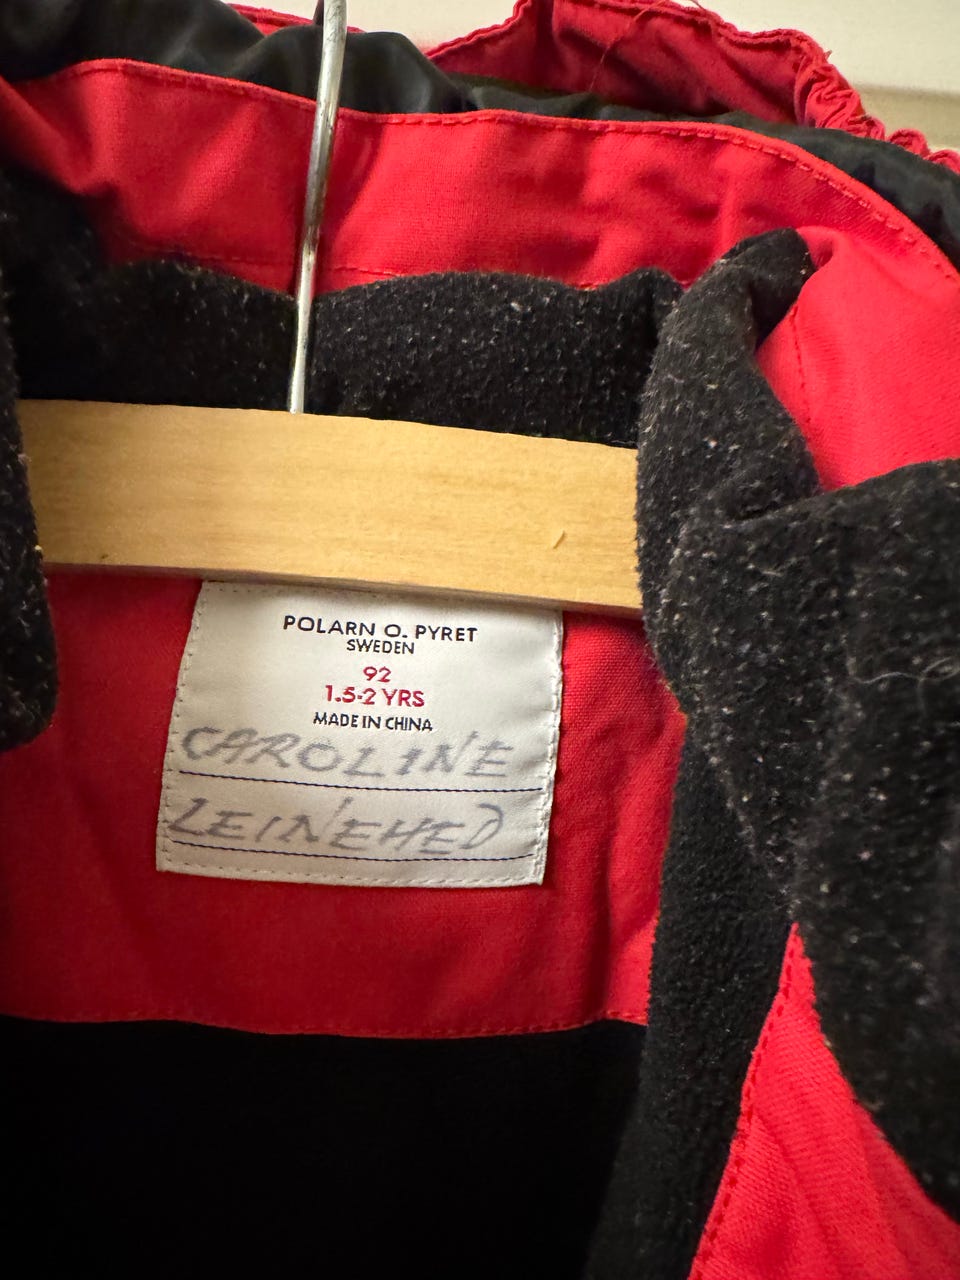 POLARN O. PYRET
SWEDEN
92
1.5-2 YRS
MADE IN CHINA
CAROLINE
LEINEHED